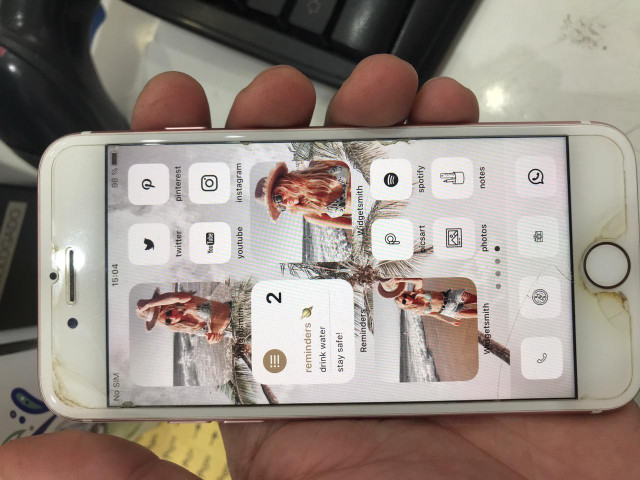 No SIM 15:04 98 %
Widgetsmith
twitter pinterest
youtube instagram
2
reminders
drink water
stay safe!
Reminders
Widgetsmith
picsart spotify
Widgetsmith
photos notes